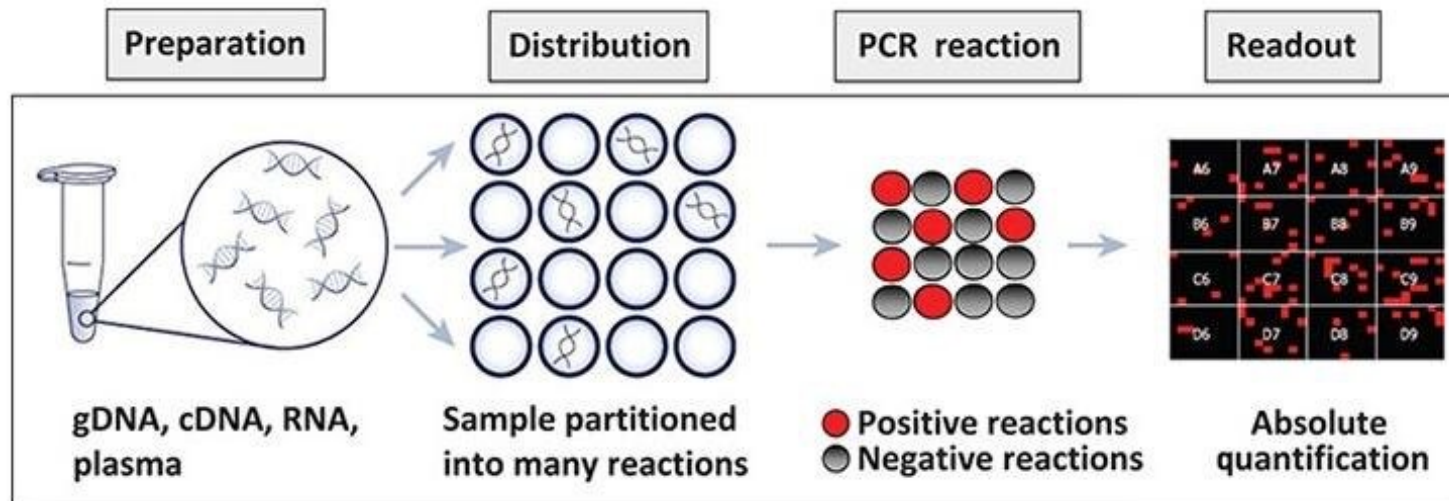 Preparation
Distribution
PCR reaction
Readout
A6 A7 A8 A9
B6 B7 B8 B9
C6 C7 C8 C9
D6 D7 D8 D9
gDNA, cDNA, RNA,
plasma
Sample partitioned
into many reactions
Positive reactions
Negative reactions
Absolute
quantification